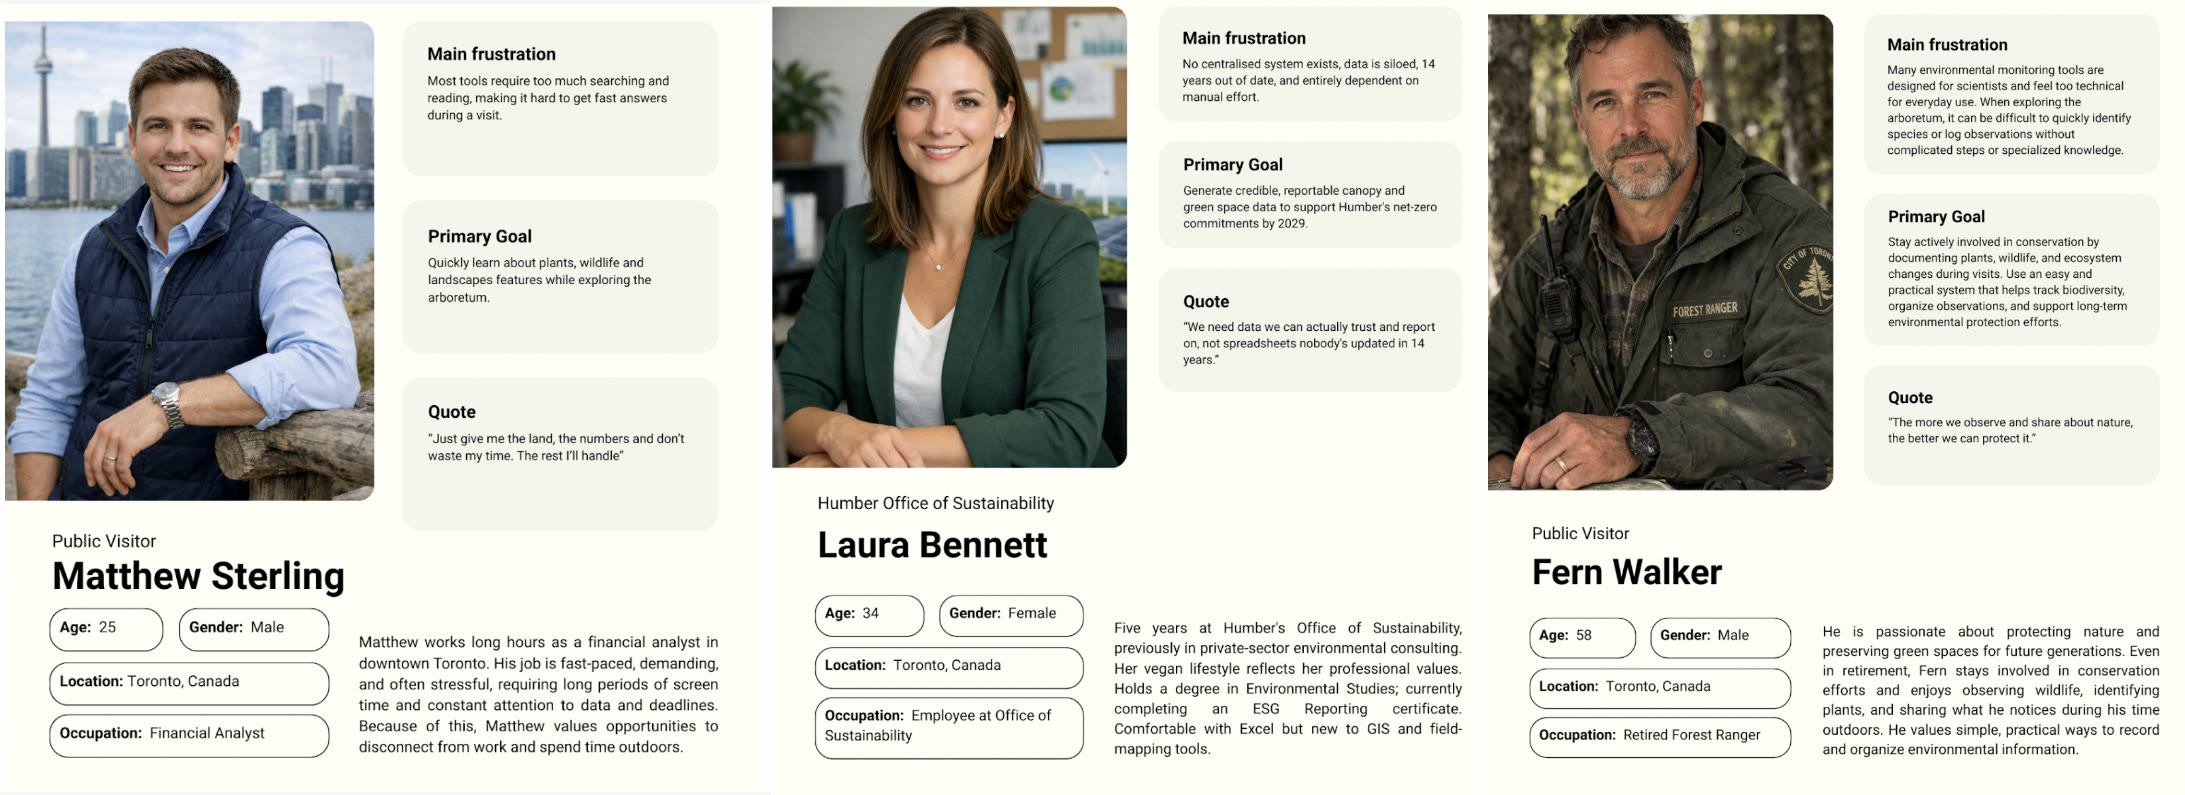 Main frustration
Most tools require too much searching and
reading, making it hard to get fast answers
during a visit.
Primary Goal
Quickly learn about plants, wildlife and
landscapes features while exploring the
arboretum.
Quote
“Just give me the land, the numbers and don't
waste my time. The rest I'll handle”
Public Visitor
Matthew Sterling
Age: 25
Gender: Male
Location: Toronto, Canada
Occupation: Financial Analyst
Matthew works long hours as a financial analyst in
downtown Toronto. His job is fast-paced, demanding,
and often stressful, requiring long periods of screen
time and constant attention to data and deadlines.
Because of this, Matthew values opportunities to
disconnect from work and spend time outdoors.
Main frustration
No centralised system exists, data is siloed, 14
years out of date, and entirely dependent on
manual effort.
Primary Goal
Generate credible, reportable canopy and
green space data to support Humber's net-zero
commitments by 2029.
Quote
“We need data we can actually trust and report
on, not spreadsheets nobody's updated in 14
years.”
Humber Office of Sustainability
Laura Bennett
Age: 34
Gender: Female
Location: Toronto, Canada
Occupation: Employee at Office of
Sustainability
Five years at Humber's Office of Sustainability,
previously in private-sector environmental consulting.
Her vegan lifestyle reflects her professional values.
Holds a degree in Environmental Studies; currently
completing an ESG Reporting certificate.
Comfortable with Excel but new to GIS and field-
mapping tools.
CITY OF TORONTO
FOREST RANGER
Main frustration
Many environmental monitoring tools are
designed for scientists and feel too technical
for everyday use. When exploring the
arboretum, it can be difficult to quickly identify
species or log observations without
complicated steps or specialized knowledge.
Primary Goal
Stay actively involved in conservation by
documenting plants, wildlife, and ecosystem
changes during visits. Use an easy and
practical system that helps track biodiversity,
organize observations, and support long-term
environmental protection efforts.
Quote
“The more we observe and share about nature,
the better we can protect it.”
Public Visitor
Fern Walker
Age: 58
Gender: Male
Location: Toronto, Canada
Occupation: Retired Forest Ranger
He is passionate about protecting nature and
preserving green spaces for future generations. Even
in retirement, Fern stays involved in conservation
efforts and enjoys observing wildlife, identifying
plants, and sharing what he notices during his time
outdoors. He values simple, practical ways to record
and organize environmental information.